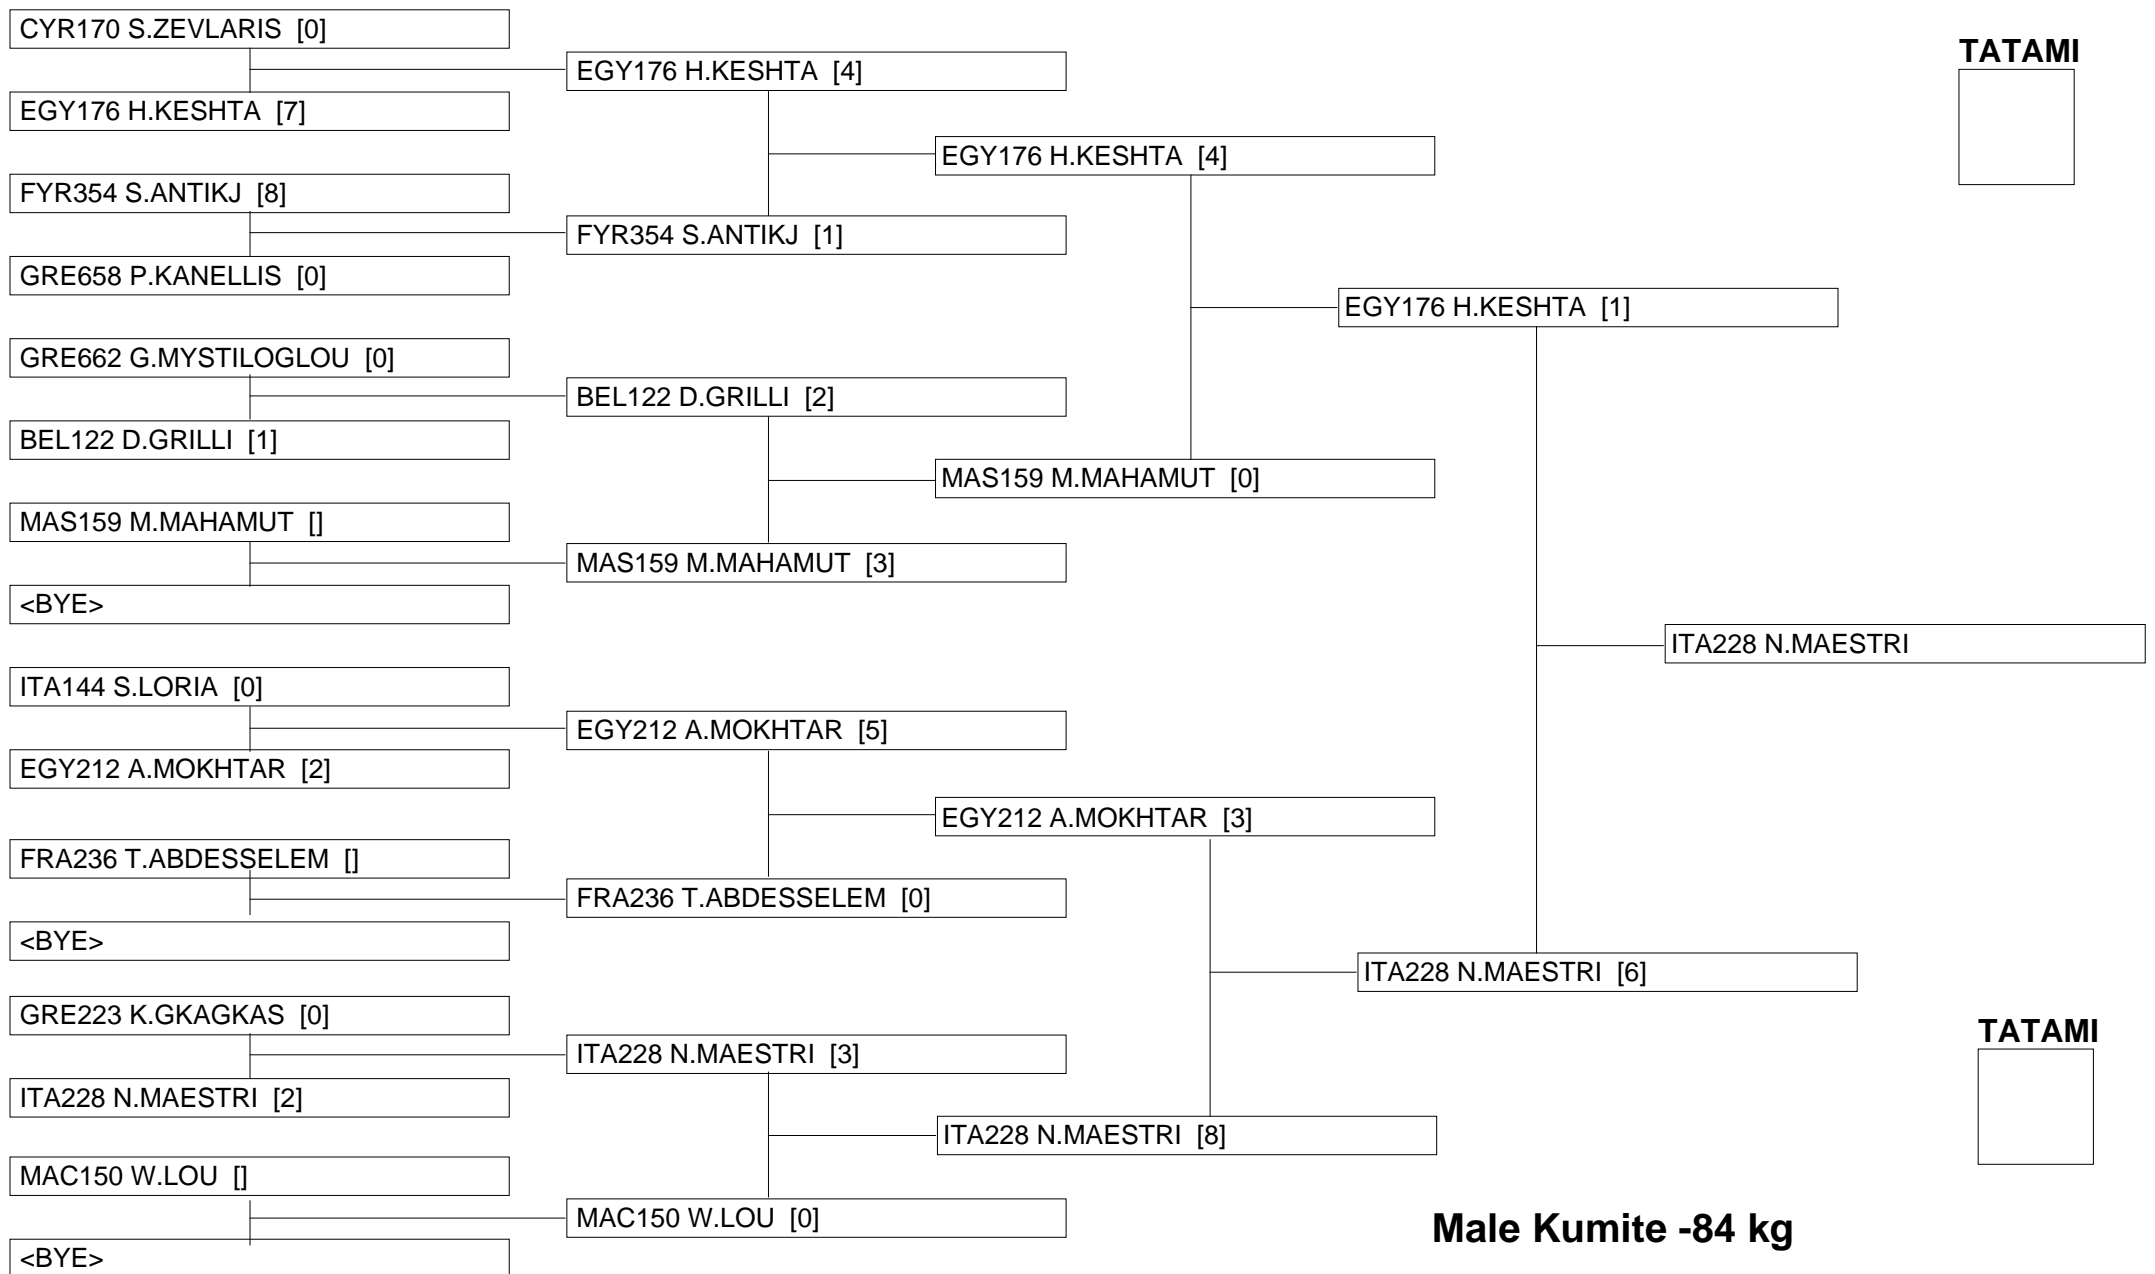 CYR170 S.ZEVLARIS [0]
EGY176 H.KESHTA [7]
FYR354 S.ANTIKJ [8]
GRE658 P.KANELLIS [0]
GRE662 G.MYSTILOGLOU [0]
BEL122 D.GRILLI [1]
MAS159 M.MAHAMUT []
<BYE>
ITA144 S.LORIA [0]
EGY212 A.MOKHTAR [2]
FRA236 T.ABDESSELEM []
<BYE>
GRE223 K.GKAGKAS [0]
ITA228 N.MAESTRI [2]
MAC150 W.LOU []
<BYE>
EGY176 H.KESHTA [4]
FYR354 S.ANTIKJ [1]
BEL122 D.GRILLI [2]
MAS159 M.MAHAMUT [3]
EGY212 A.MOKHTAR [5]
FRA236 T.ABDESSELEM [0]
ITA228 N.MAESTRI [3]
MAC150 W.LOU [0]
EGY176 H.KESHTA [4]
MAS159 M.MAHAMUT [0]
EGY212 A.MOKHTAR [3]
ITA228 N.MAESTRI [8]
EGY176 H.KESHTA [1]
ITA228 N.MAESTRI [6]
ITA228 N.MAESTRI
TATAMI
TATAMI
Male Kumite -84 kg